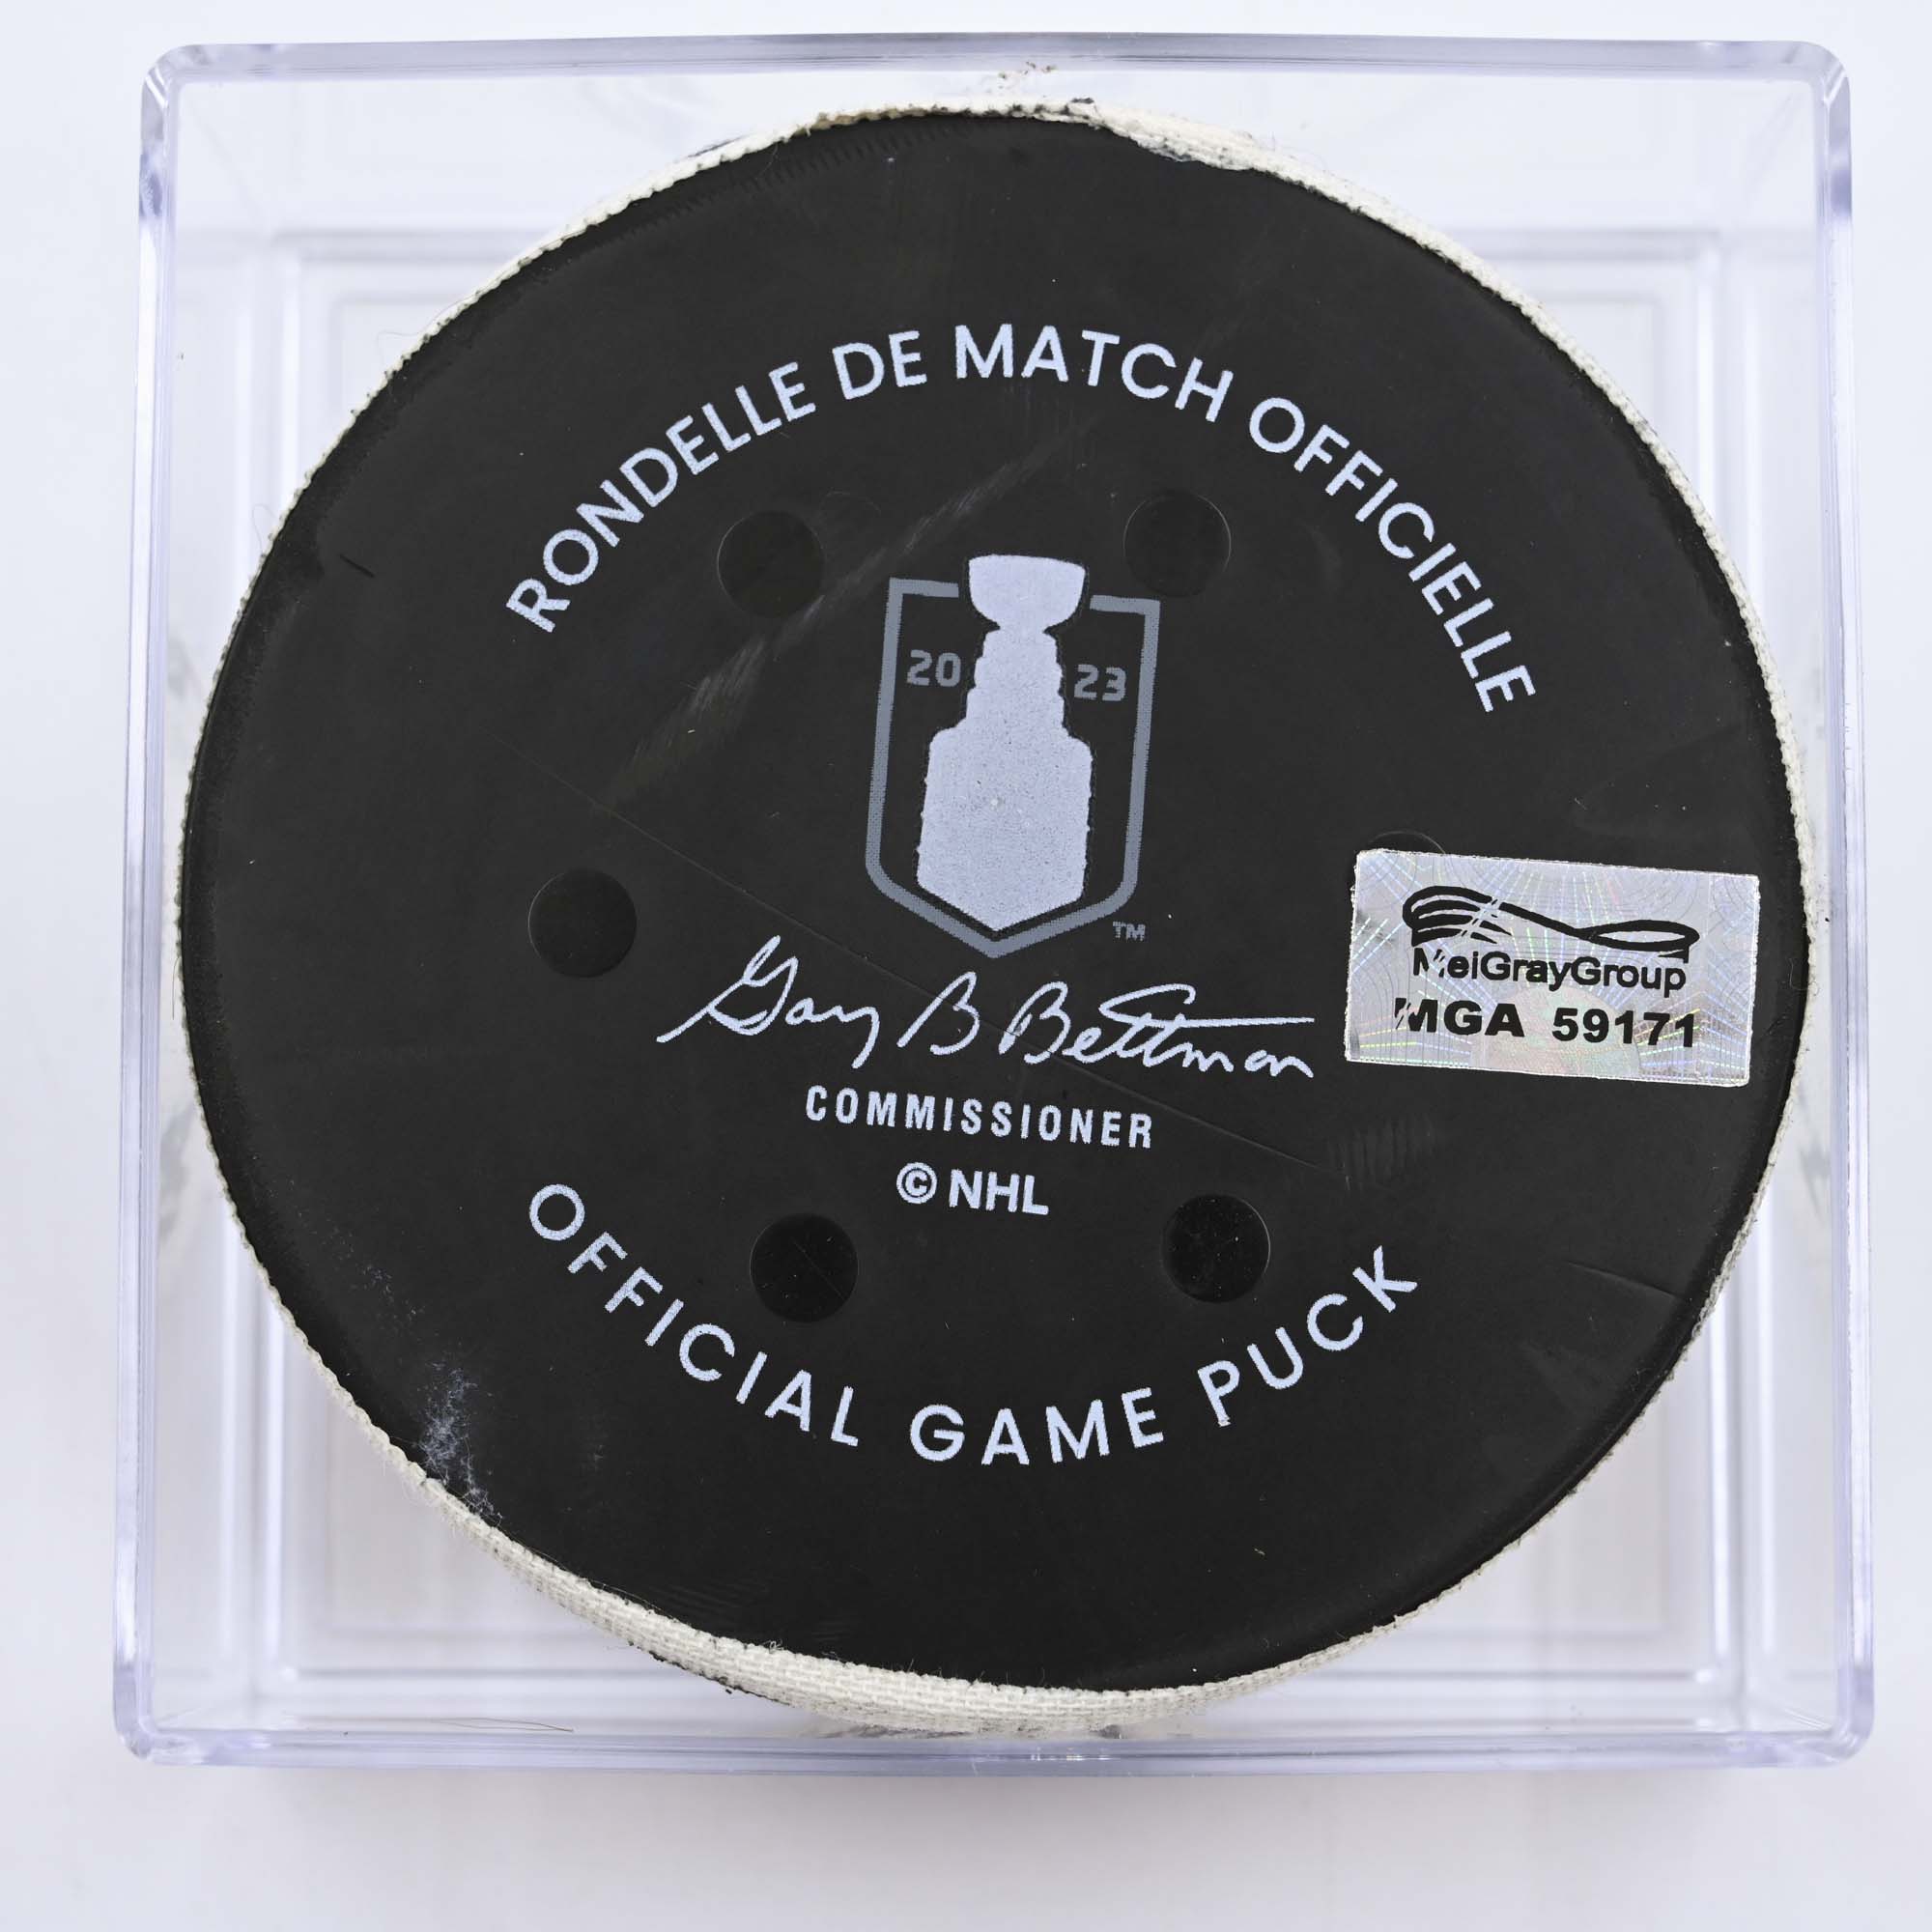 RONDELLE DE MATCH OFFICIELLE
20 23
TM
Gary B Bettman
COMMISSIONER
© NHL
OFFICIAL GAME PUCK
MeiGrayGroup
MGA 59171